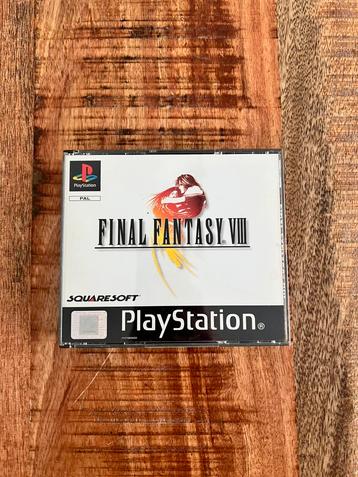 PlayStation
PAL
FINAL FANTASY VIII
SQUARESOFT
PlayStation®